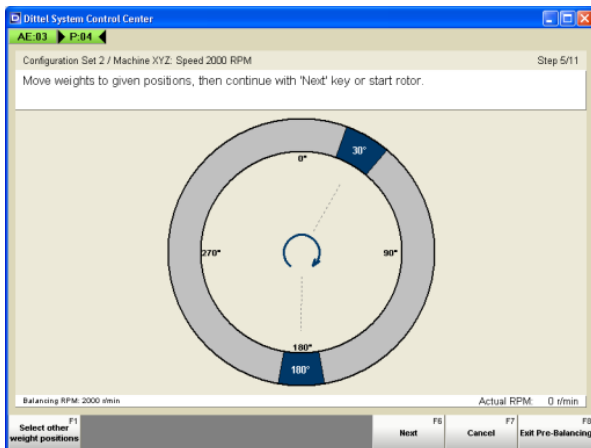 Dittel System Control Center
AE:03 P:04
Configuration Set 2 / Machine XYZ: Speed 2000 RPM Step 5/11
Move weights to given positions, then continue with 'Next' key or start rotor.
30°
0°
270° 90°
180°
180°
Balancing RPM: 2000 r/min Actual RPM: 0 r/min
F1 F6 F7 F8
Select other
weight positions Next Cancel Exit Pre-Balancing